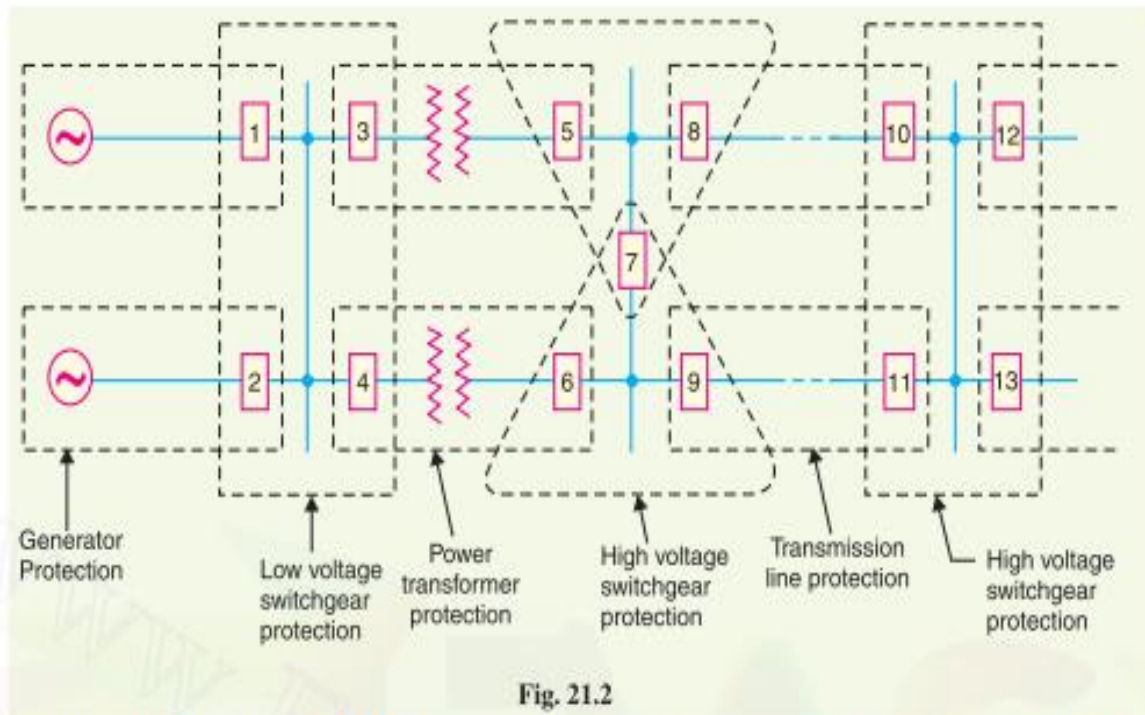 1
3
5
8
10
12
7
2
4
6
9
11
13
Generator
Protection
Low voltage
switchgear
protection
Power
transformer
protection
High voltage
switchgear
protection
Transmission
line protection
High voltage
switchgear
protection
Fig. 21.2